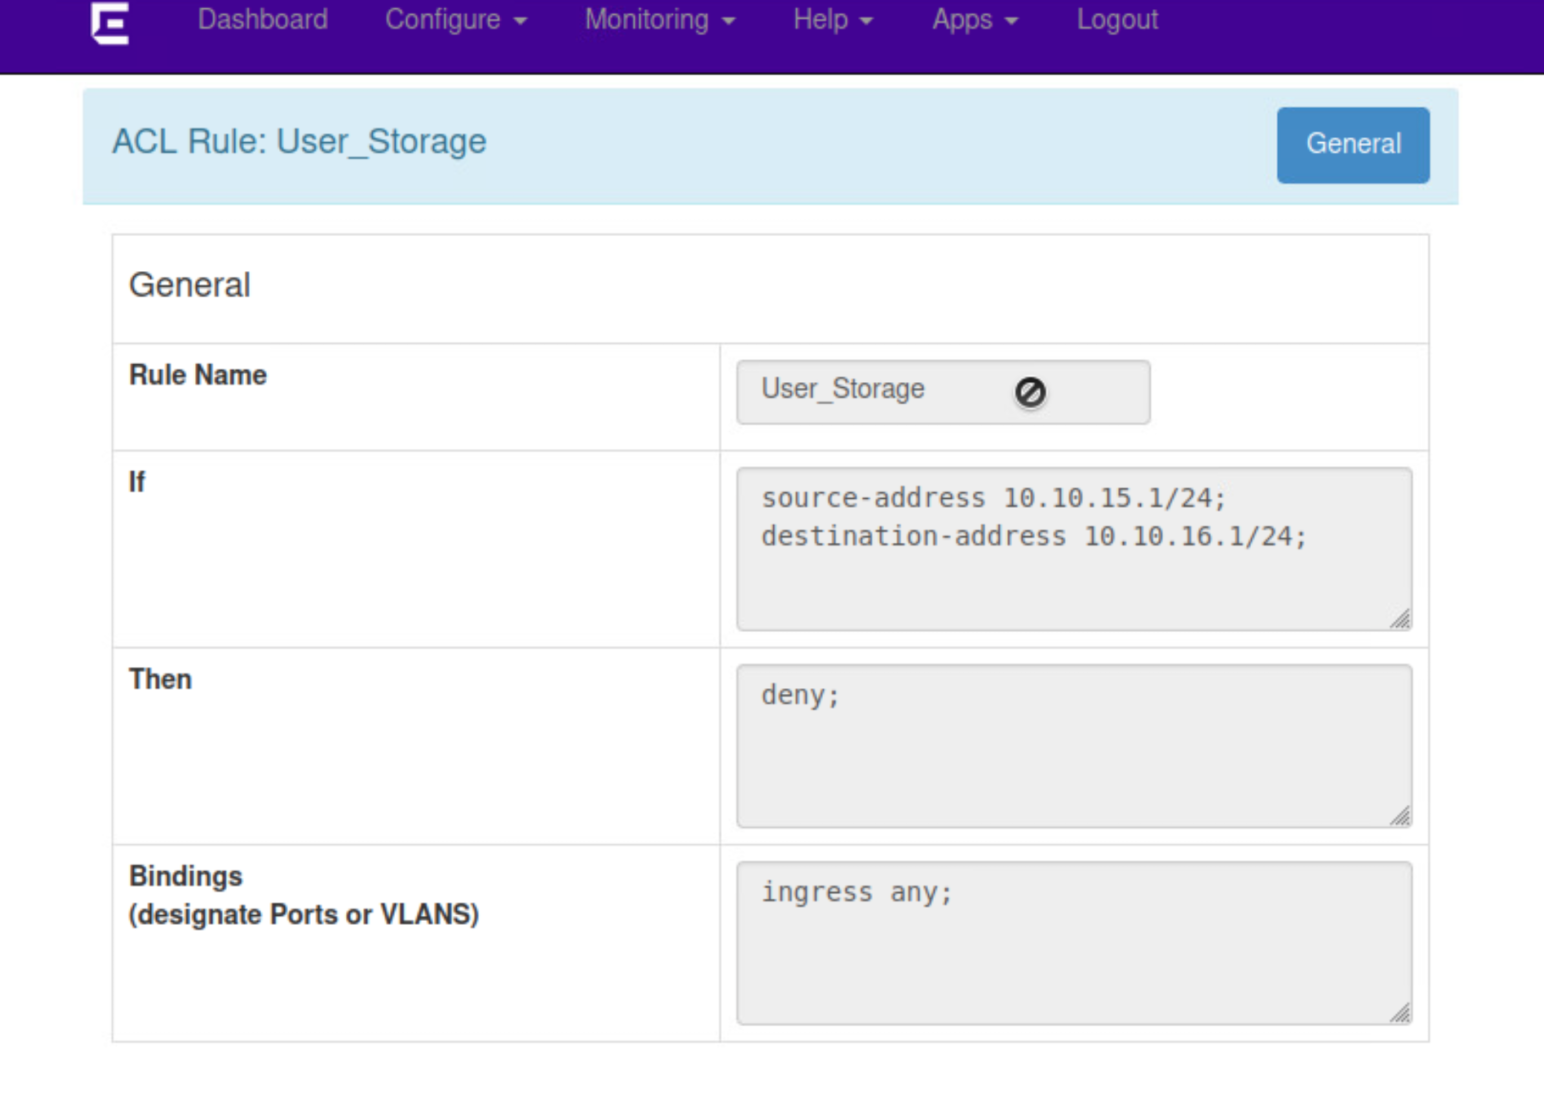 Dashboard Configure Monitoring Help Apps Logout
ACL Rule: User_Storage
General
General
Rule Name
User_Storage
If
source-address 10.10.15.1/24;
destination-address 10.10.16.1/24;
Then
deny;
Bindings
(designate Ports or VLANS)
ingress any;